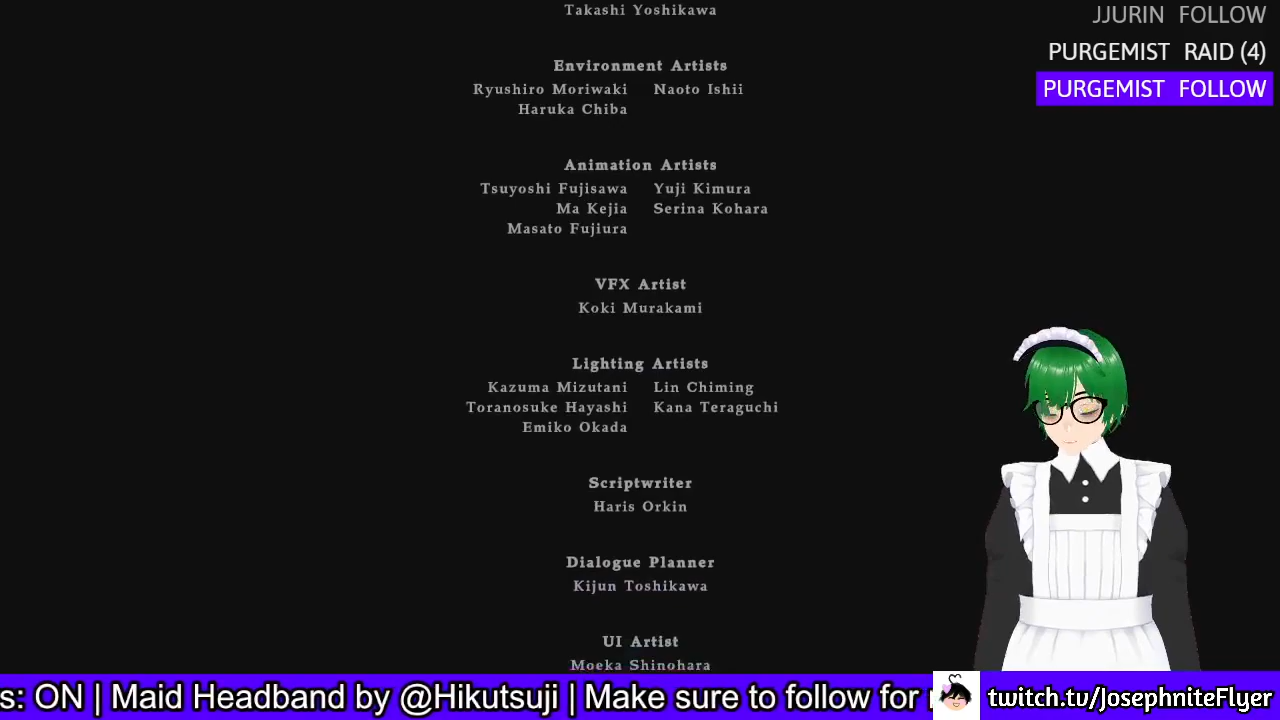 Takashi Yoshikawa
Environment Artists
Ryushiro Moriwaki Naoto Ishii
Haruka Chiba
Animation Artists
Tsuyoshi Fujisawa Yuji Kimura
Ma Kejia Serina Kohara
Masato Fujiura
VFX Artist
Koki Murakami
Lighting Artists
Kazuma Mizutani Lin Chiming
Toranosuke Hayashi Kana Teraguchi
Emiko Okada
Scriptwriter
Haris Orkin
Dialogue Planner
Kijun Toshikawa
UI Artist
Moeka Shinohara
JJURIN FOLLOW
PURGEMIST RAID (4)
PURGEMIST FOLLOW
s: ON | Maid Headband by @Hikutsuji | Make sure to follow for
twitch.tv/JosephniteFlyer